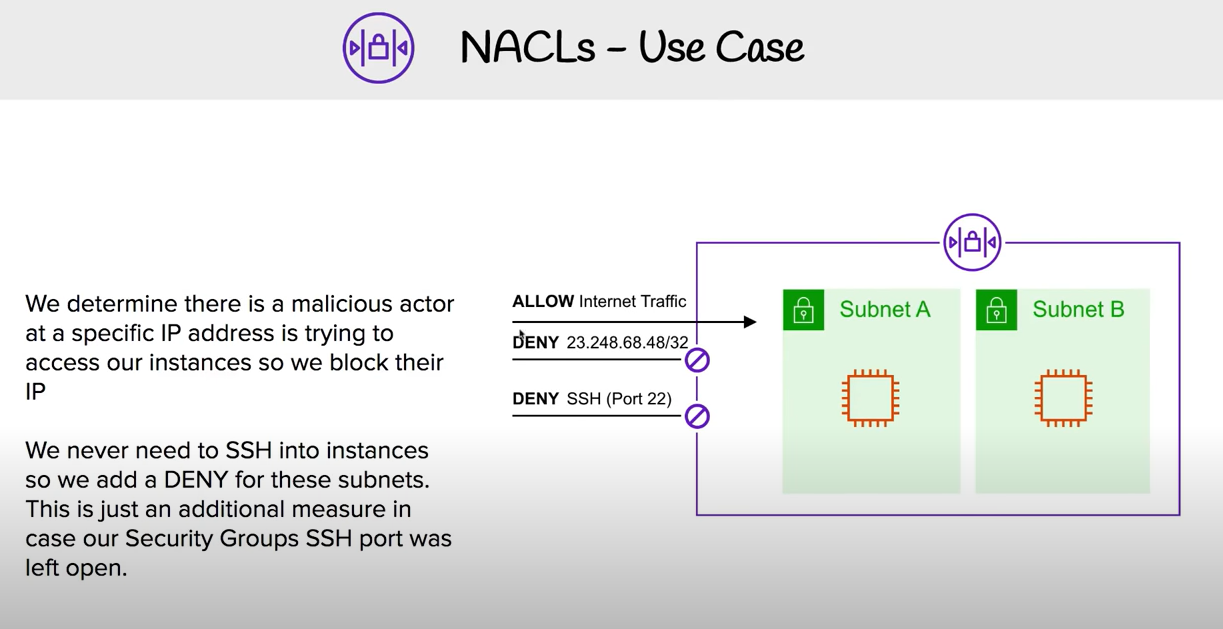 NACLs – Use Case
We determine there is a malicious actor
at a specific IP address is trying to
access our instances so we block their
IP
We never need to SSH into instances
so we add a DENY for these subnets.
This is just an additional measure in
case our Security Groups SSH port was
left open.
ALLOW Internet Traffic
DENY 23.248.68.48/32
DENY SSH (Port 22)
Subnet A
Subnet B